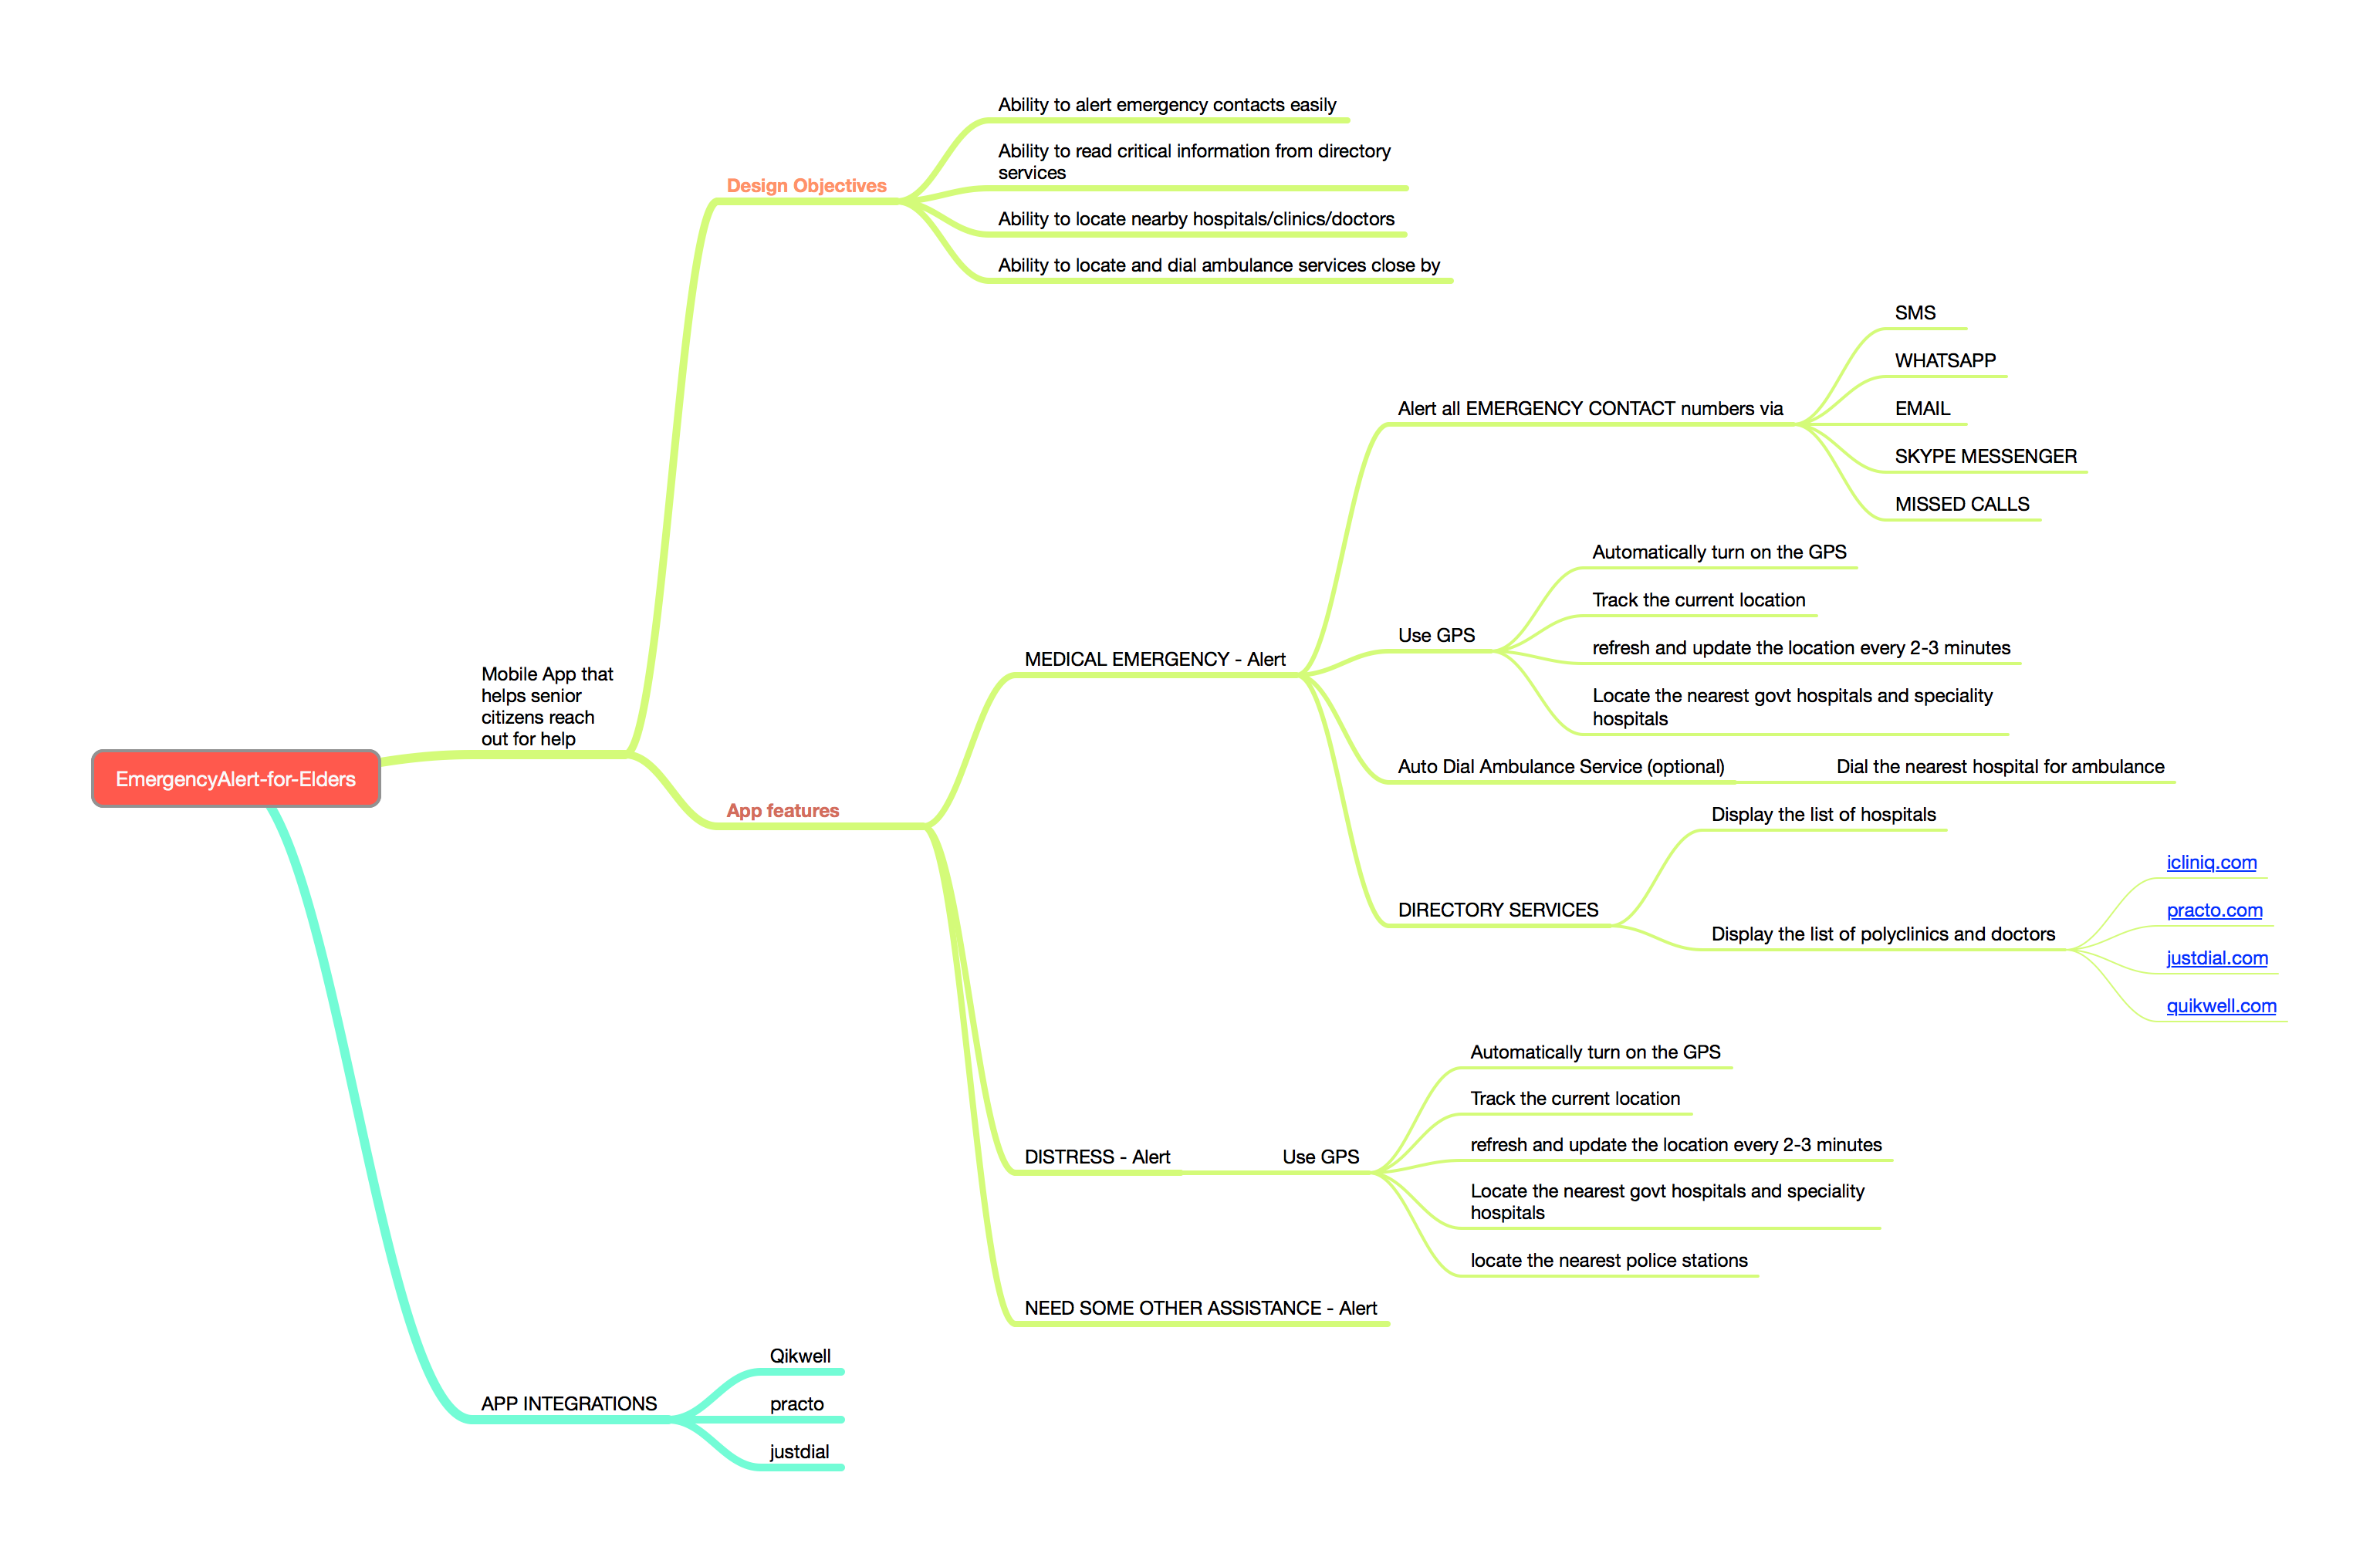 Ability to alert emergency contacts easily
Ability to read critical information from directory
services
Design Objectives
Ability to locate nearby hospitals/clinics/doctors
Ability to locate and dial ambulance services close by
SMS
WHATSAPP
Alert all EMERGENCY CONTACT numbers via
EMAIL
SKYPE MESSENGER
MISSED CALLS
Automatically turn on the GPS
Track the current location
Use GPS
refresh and update the location every 2-3 minutes
Locate the nearest govt hospitals and speciality
hospitals
MEDICAL EMERGENCY - Alert
Mobile App that
helps senior
citizens reach
out for help
EmergencyAlert-for-Elders
Auto Dial Ambulance Service (optional)
Dial the nearest hospital for ambulance
App features
Display the list of hospitals
DIRECTORY SERVICES
Display the list of polyclinics and doctors
icliniq.com
practo.com
justdial.com
quikwell.com
Automatically turn on the GPS
Track the current location
DISTRESS - Alert
Use GPS
refresh and update the location every 2-3 minutes
Locate the nearest govt hospitals and speciality
hospitals
locate the nearest police stations
NEED SOME OTHER ASSISTANCE - Alert
Qikwell
APP INTEGRATIONS
practo
justdial